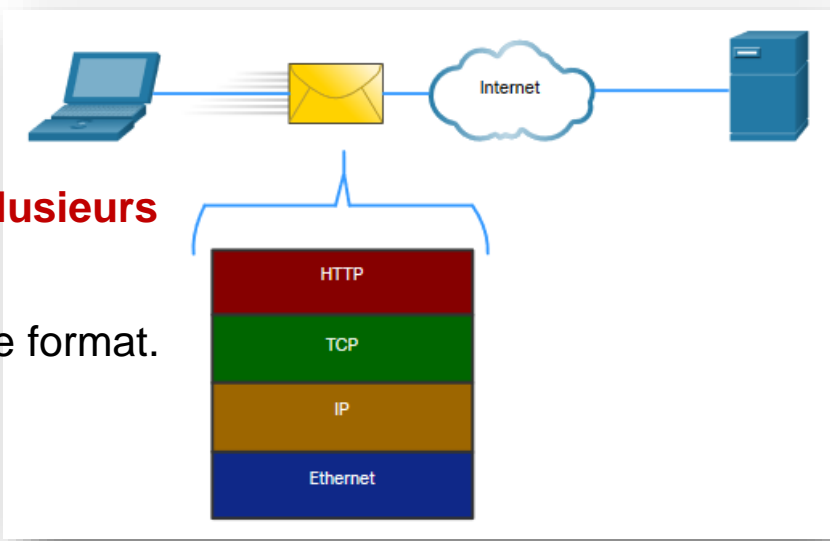 Internet
lusieurs
HTTP
e format.
TCP
IP
Ethernet